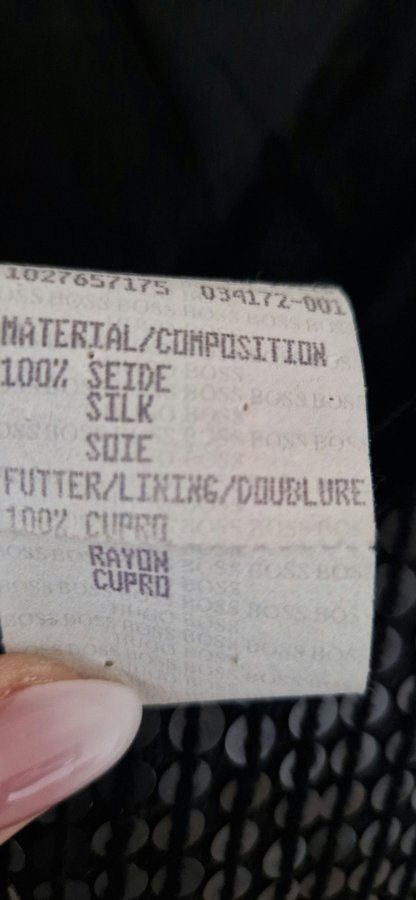 1027657175 034172-001
MATERIAL/COMPOSITION
100% SEIDE
SILK
SOIE
FUTTER/LINING/DOUBLURE
100% CUPRO
RAYON
CUPRO